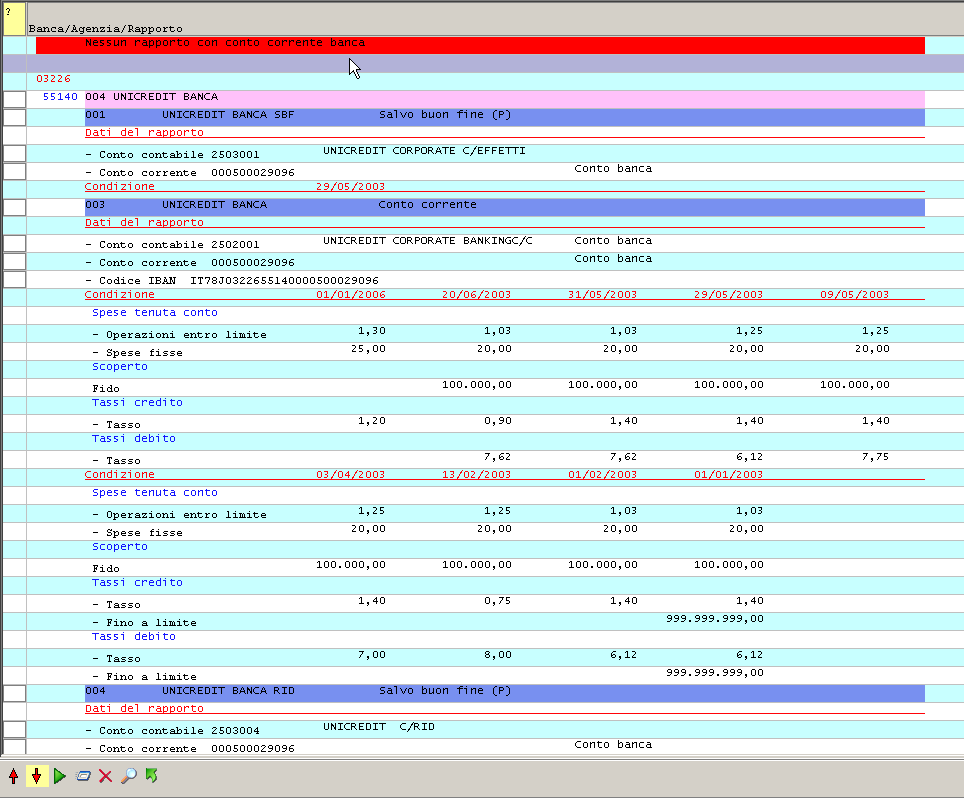 ?
Banca/Agenzia/Rapporto
Nessun rapporto con conto corrente banca
03226
55140 004 UNICREDIT BANCA
001 UNICREDIT BANCA SBF Salvo buon fine (P)
Dati del rapporto
- Conto contabile 2503001 UNICREDIT CORPORATE C/EFFETTI
- Conto corrente 000500029096 Conto banca
Condizione 29/05/2003
003 UNICREDIT BANCA Conto corrente
Dati del rapporto
- Conto contabile 2502001 UNICREDIT CORPORATE BANKINGC/C Conto banca
- Conto corrente 000500029096 Conto banca
- Codice IBAN IT78J0322655140000500029096
Condizione 01/01/2006 20/06/2003 31/05/2003 29/05/2003 09/05/2003
Spese tenuta conto
- Operazioni entro limite 1,30 1,03 1,03 1,25 1,25
- Spese fisse 25,00 20,00 20,00 20,00 20,00
Scoperto
Fido 100.000,00 100.000,00 100.000,00 100.000,00
Tassi credito
- Tasso 1,20 0,90 1,40 1,40 1,40
Tassi debito
- Tasso 7,62 7,62 6,12 7,75
Condizione 03/04/2003 13/02/2003 01/02/2003 01/01/2003
Spese tenuta conto
- Operazioni entro limite 1,25 1,25 1,03 1,03
- Spese fisse 20,00 20,00 20,00 20,00
Scoperto
Fido 100.000,00 100.000,00 100.000,00 100.000,00
Tassi credito
- Tasso 1,40 0,75 1,40 1,40
- Fino a limite 999.999.999,00
Tassi debito
- Tasso 7,00 8,00 6,12 6,12
- Fino a limite 999.999.999,00
004 UNICREDIT BANCA RID Salvo buon fine (P)
Dati del rapporto
- Conto contabile 2503004 UNICREDIT C/RID
- Conto corrente 000500029096 Conto banca